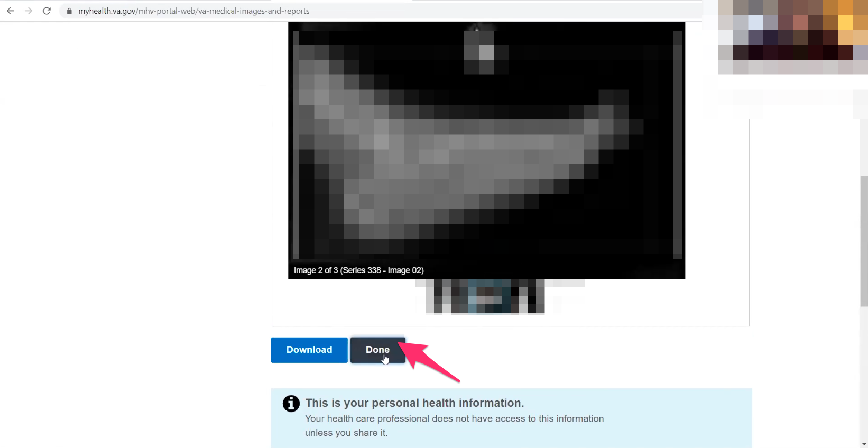 myhealth.va.gov/mhv-portal-web/va-medical-images-and-reports
Image 2 of 3 (Series 338 - Image 02)
Download Done
This is your personal health information.
Your health care professional does not have access to this information
unless you share it.